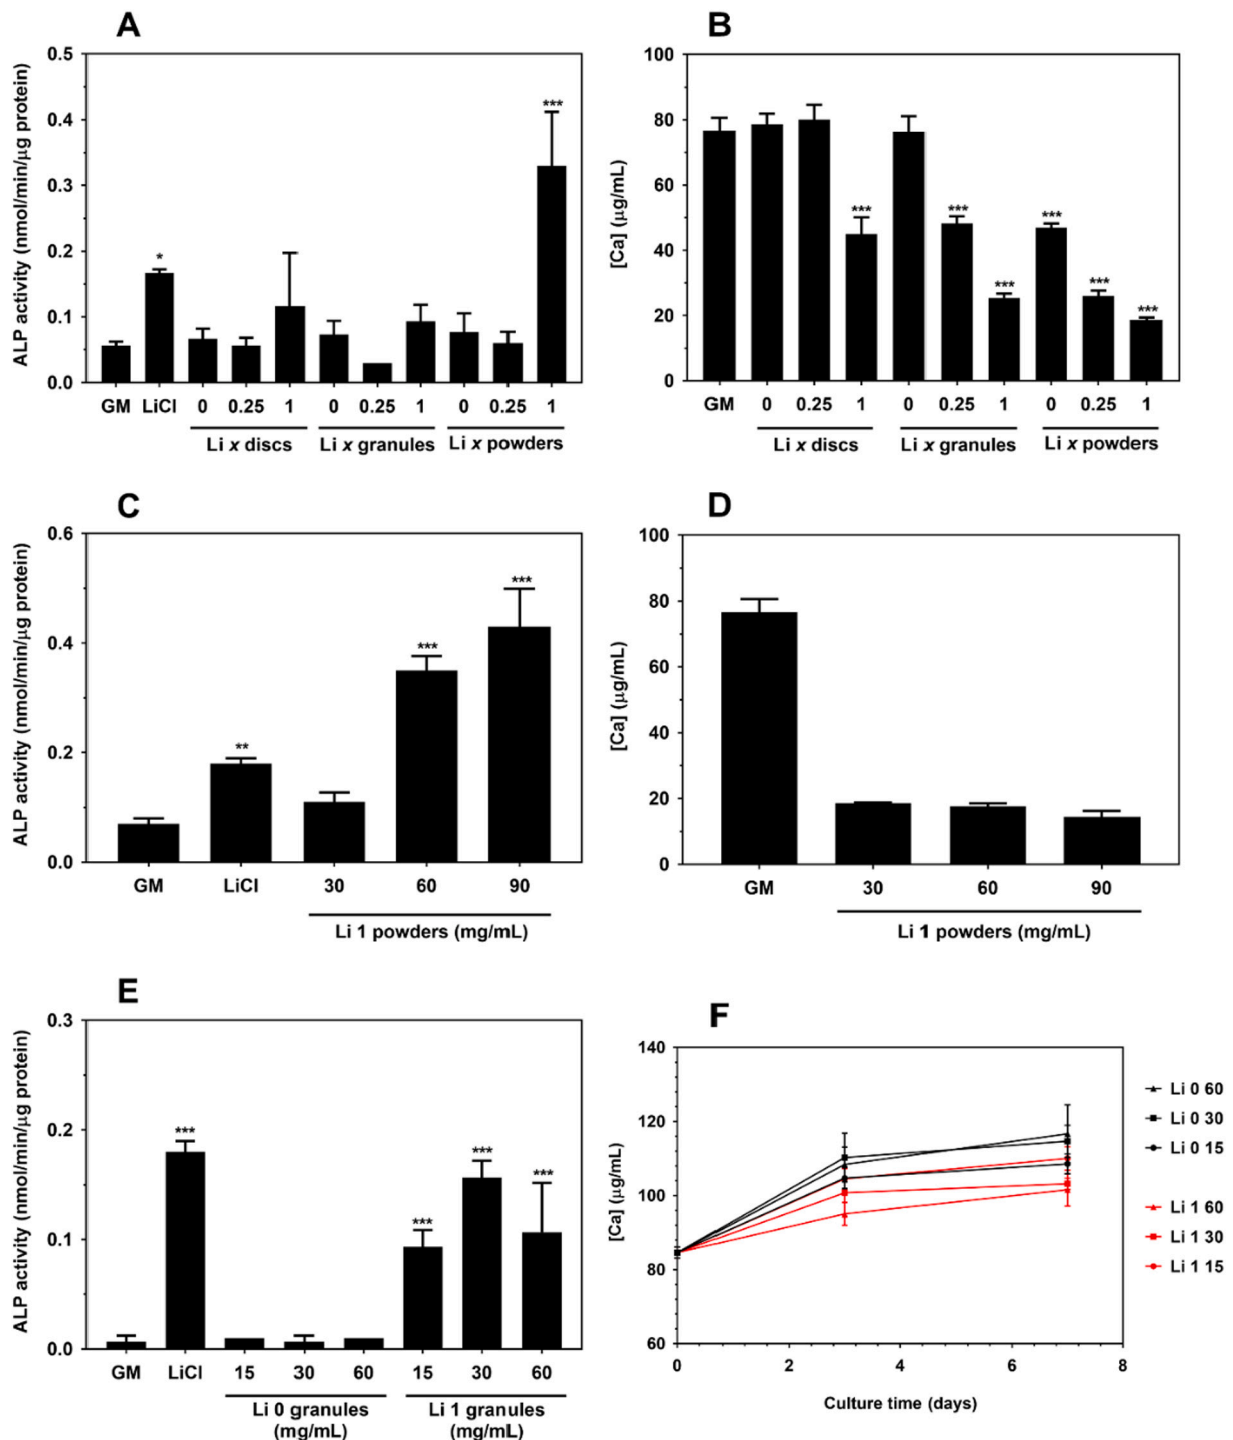 A
ALP activity (nmol/min/µg protein)
0.5
0.4
0.3
0.2
0.1
0.0
*
***
GM LiCl 0 0.25 1 0 0.25 1 0 0.25 1
Li x discs Li x granules Li x powders
B
[Ca] (µg/mL)
100
80
60
40
20
0
***
***
***
***
***
***
GM 0 0.25 1 0 0.25 1 0 0.25 1
Li x discs Li x granules Li x powders
C
ALP activity (nmol/min/µg protein)
0.6
0.4
0.2
0.0
**
***
***
GM LiCl 30 60 90
Li 1 powders (mg/mL)
D
[Ca] (µg/mL)
100
80
60
40
20
0
GM 30 60 90
Li 1 powders (mg/mL)
E
ALP activity (nmol/min/µg protein)
0.3
0.2
0.1
0.0
***
***
***
***
GM LiCl 15 30 60 15 30 60
Li 0 granules Li 1 granules
(mg/mL) (mg/mL)
F
[Ca] (µg/mL)
140
120
100
80
60
0 2 4 6 8
Culture time (days)
Li 0 60
Li 0 30
Li 0 15
Li 1 60
Li 1 30
Li 1 15